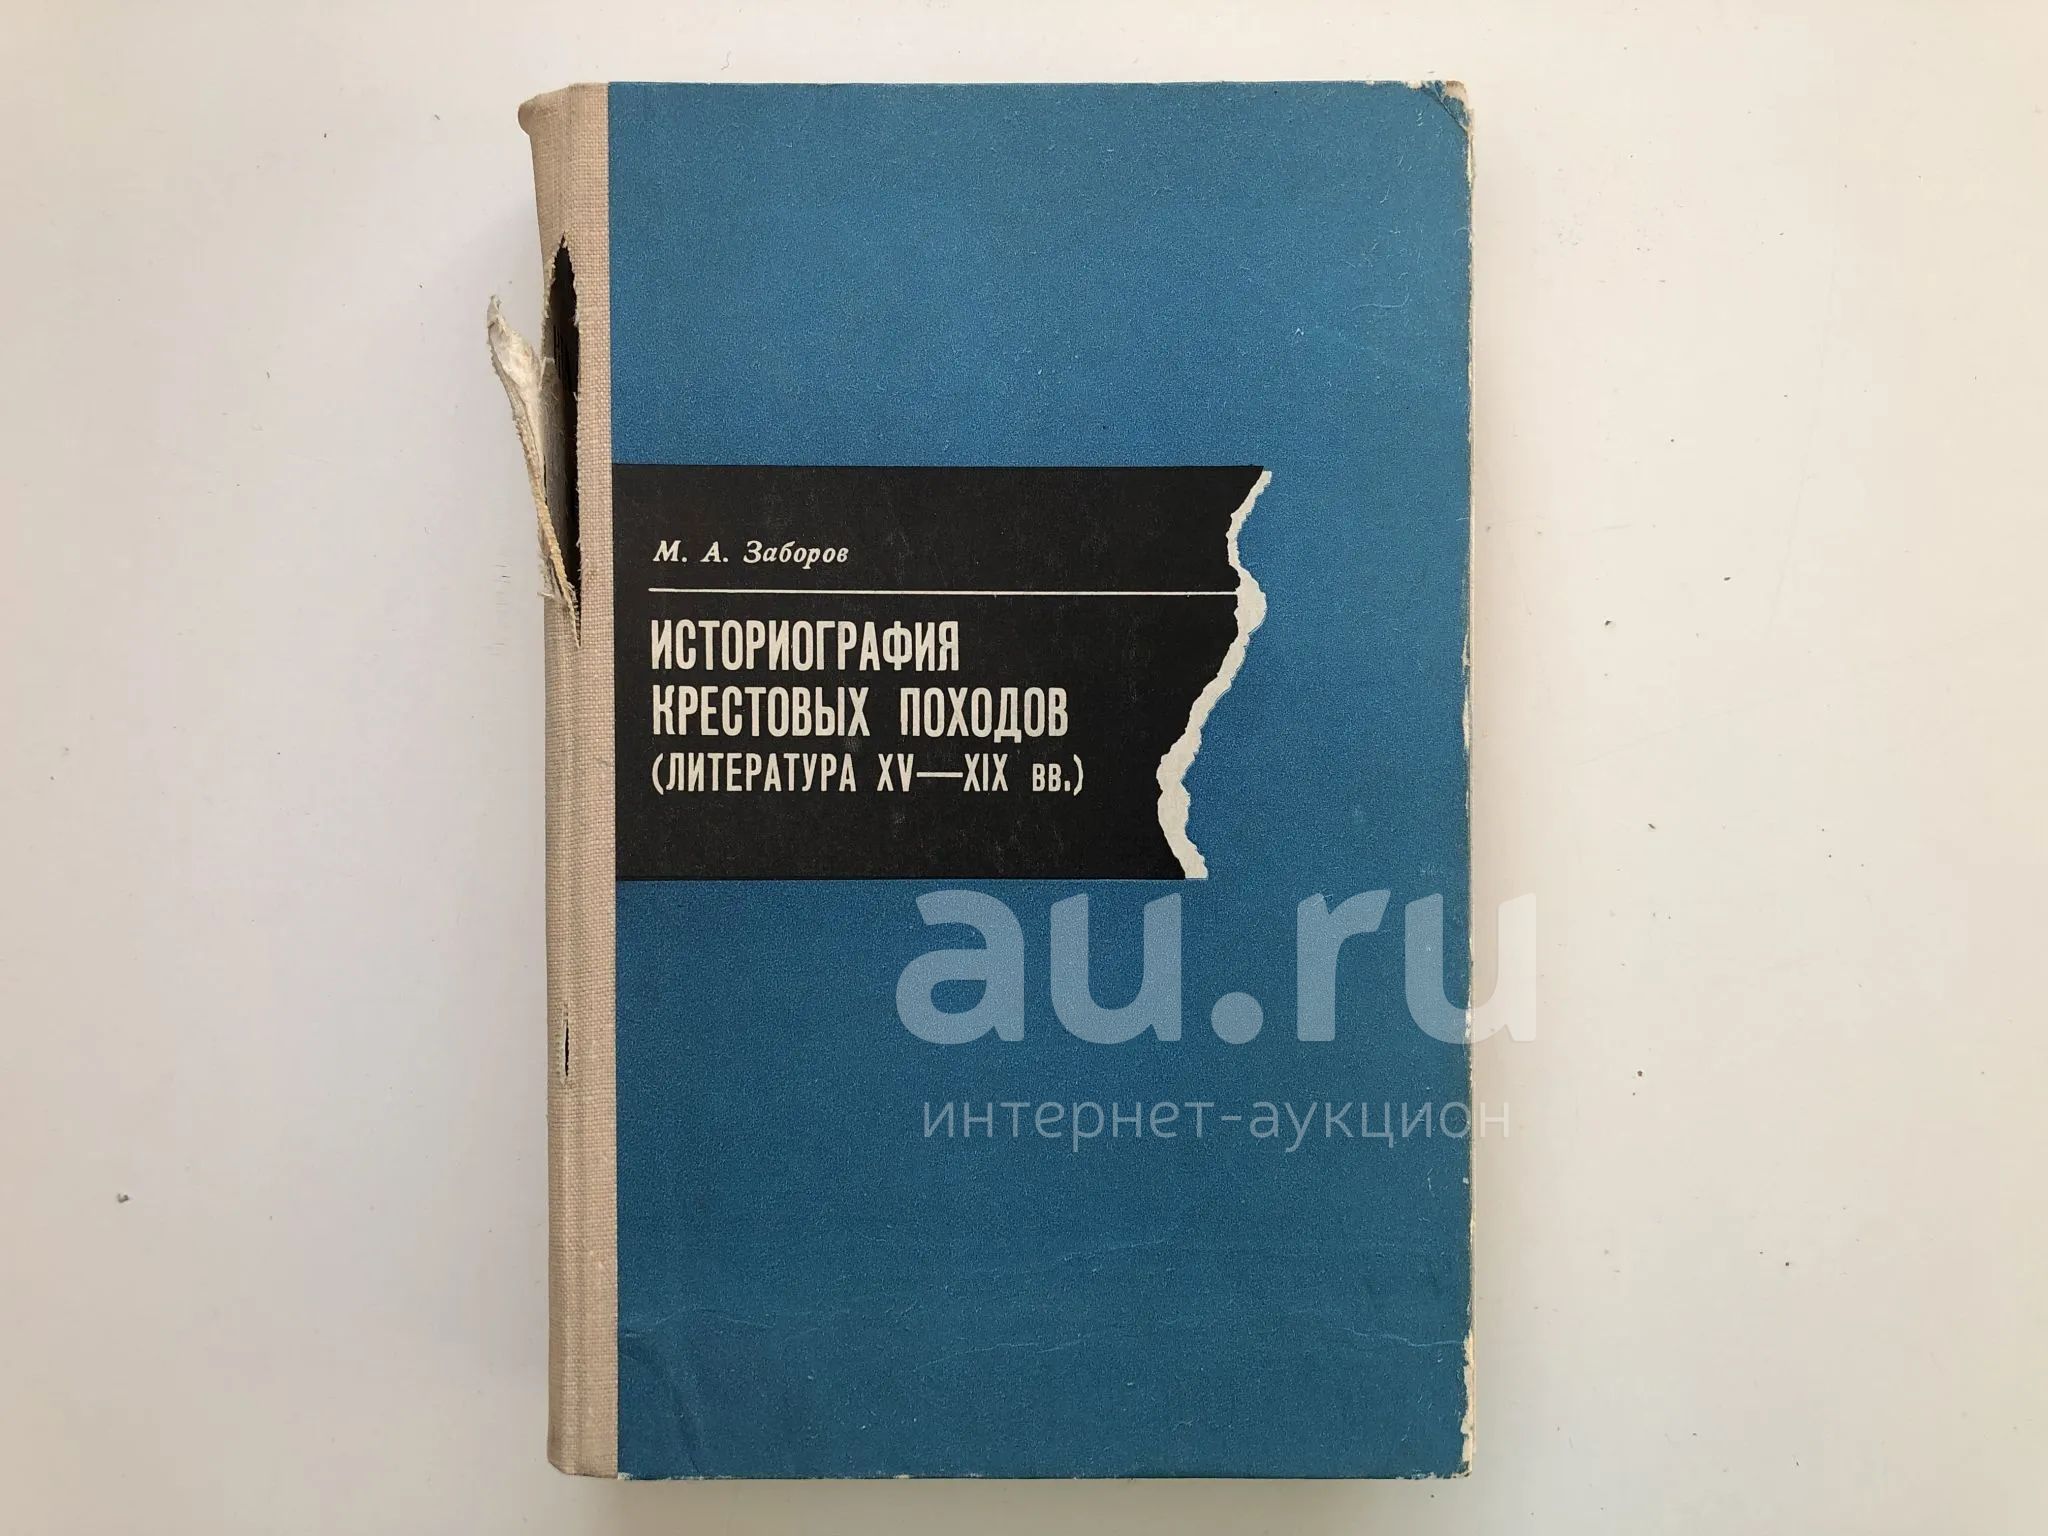 М. А. Заборов
ИСТОРИОГРАФИЯ
КРЕСТОВЫХ ПОХОДОВ
(ЛИТЕРАТУРА XV—XIX вв.)
au.ru
интернет-аукцион